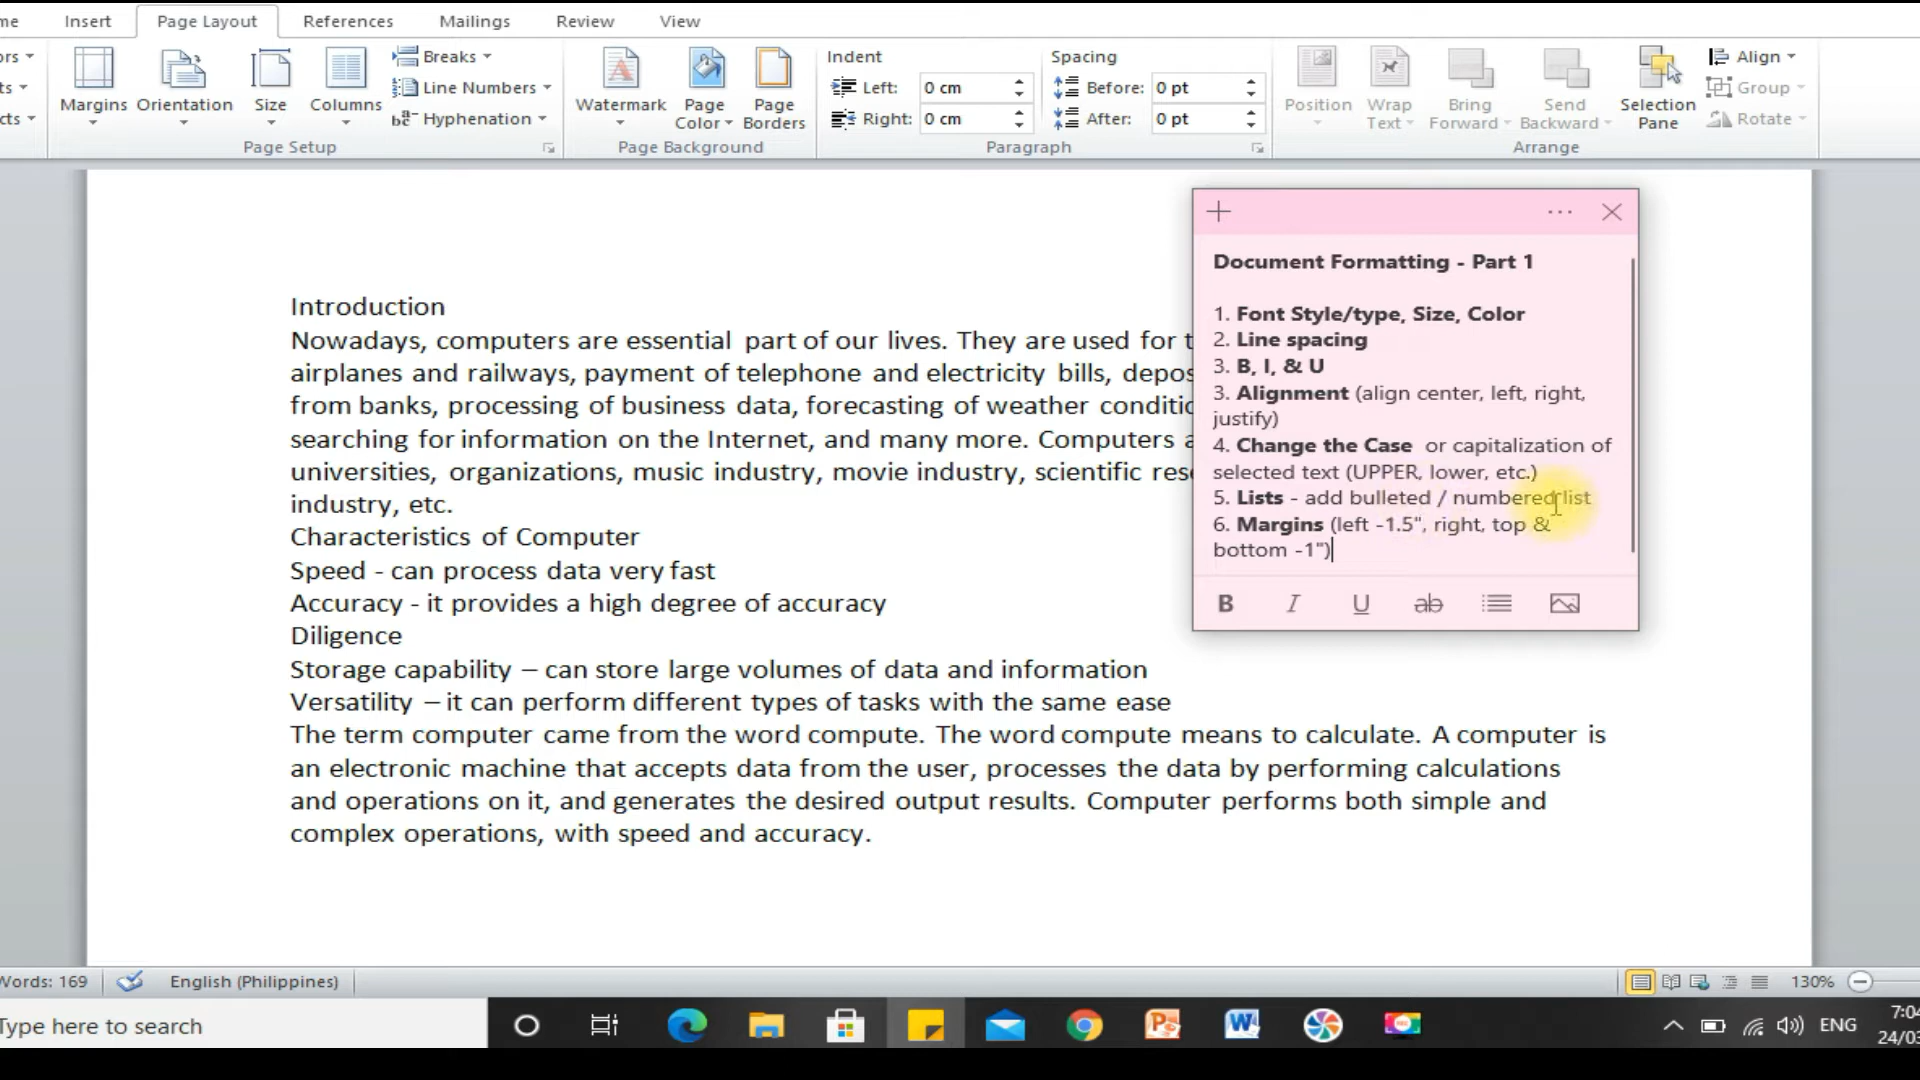 Insert Page Layout References Mailings Review View
Margins Orientation Size Columns Breaks Line Numbers Hyphenation
Page Setup
Watermark Page Color Page Borders
Page Background
Indent Spacing
Left: 0 cm Before: 0 pt
Right: 0 cm After: 0 pt
Paragraph
Position Wrap Text Bring Forward Send Backward Selection Pane Align Group Rotate
Arrange
Introduction
Nowadays, computers are essential part of our lives. They are used for
airplanes and railways, payment of telephone and electricity bills,
from banks, processing of business data, forecasting of weather
searching for information on the Internet, and many more. Computers
universities, organizations, music industry, movie industry, scientific
industry, etc.
Characteristics of Computer
Speed - can process data very fast
Accuracy - it provides a high degree of accuracy
Diligence
Storage capability – can store large volumes of data and information
Versatility – it can perform different types of tasks with the same ease
The term computer came from the word compute. The word compute means to calculate. A computer is
an electronic machine that accepts data from the user, processes the data by performing calculations
and operations on it, and generates the desired output results. Computer performs both simple and
complex operations, with speed and accuracy.
Document Formatting - Part 1
1. Font Style/type, Size, Color
2. Line spacing
3. B, I, & U
3. Alignment (align center, left, right,
justify)
4. Change the Case or capitalization of
selected text (UPPER, lower, etc.)
5. Lists - add bulleted / numbered list
6. Margins (left -1.5", right, top &
bottom -1")
B I U ab
Words: 169 English (Philippines) 130%
Type here to search
ENG
7:04
24/03